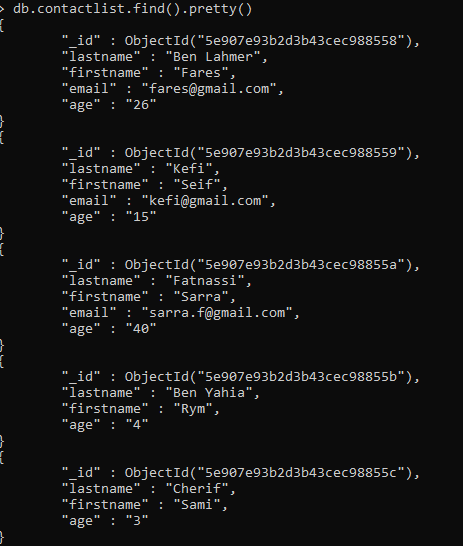 > db.contactlist.find().pretty()
{
"_id" : ObjectId("5e907e93b2d3b43cec988558"),
"lastname" : "Ben Lahmer",
"firstname" : "Fares",
"email" : "fares@gmail.com",
"age" : "26"
}
{
"_id" : ObjectId("5e907e93b2d3b43cec988559"),
"lastname" : "Kefi",
"firstname" : "Seif",
"email" : "kefi@gmail.com",
"age" : "15"
}
{
"_id" : ObjectId("5e907e93b2d3b43cec98855a"),
"lastname" : "Fatnassi",
"firstname" : "Sarra",
"email" : "sarra.f@gmail.com",
"age" : "40"
}
{
"_id" : ObjectId("5e907e93b2d3b43cec98855b"),
"lastname" : "Ben Yahia",
"firstname" : "Rym",
"age" : "4"
}
{
"_id" : ObjectId("5e907e93b2d3b43cec98855c"),
"lastname" : "Cherif",
"firstname" : "Sami",
"age" : "3"
}